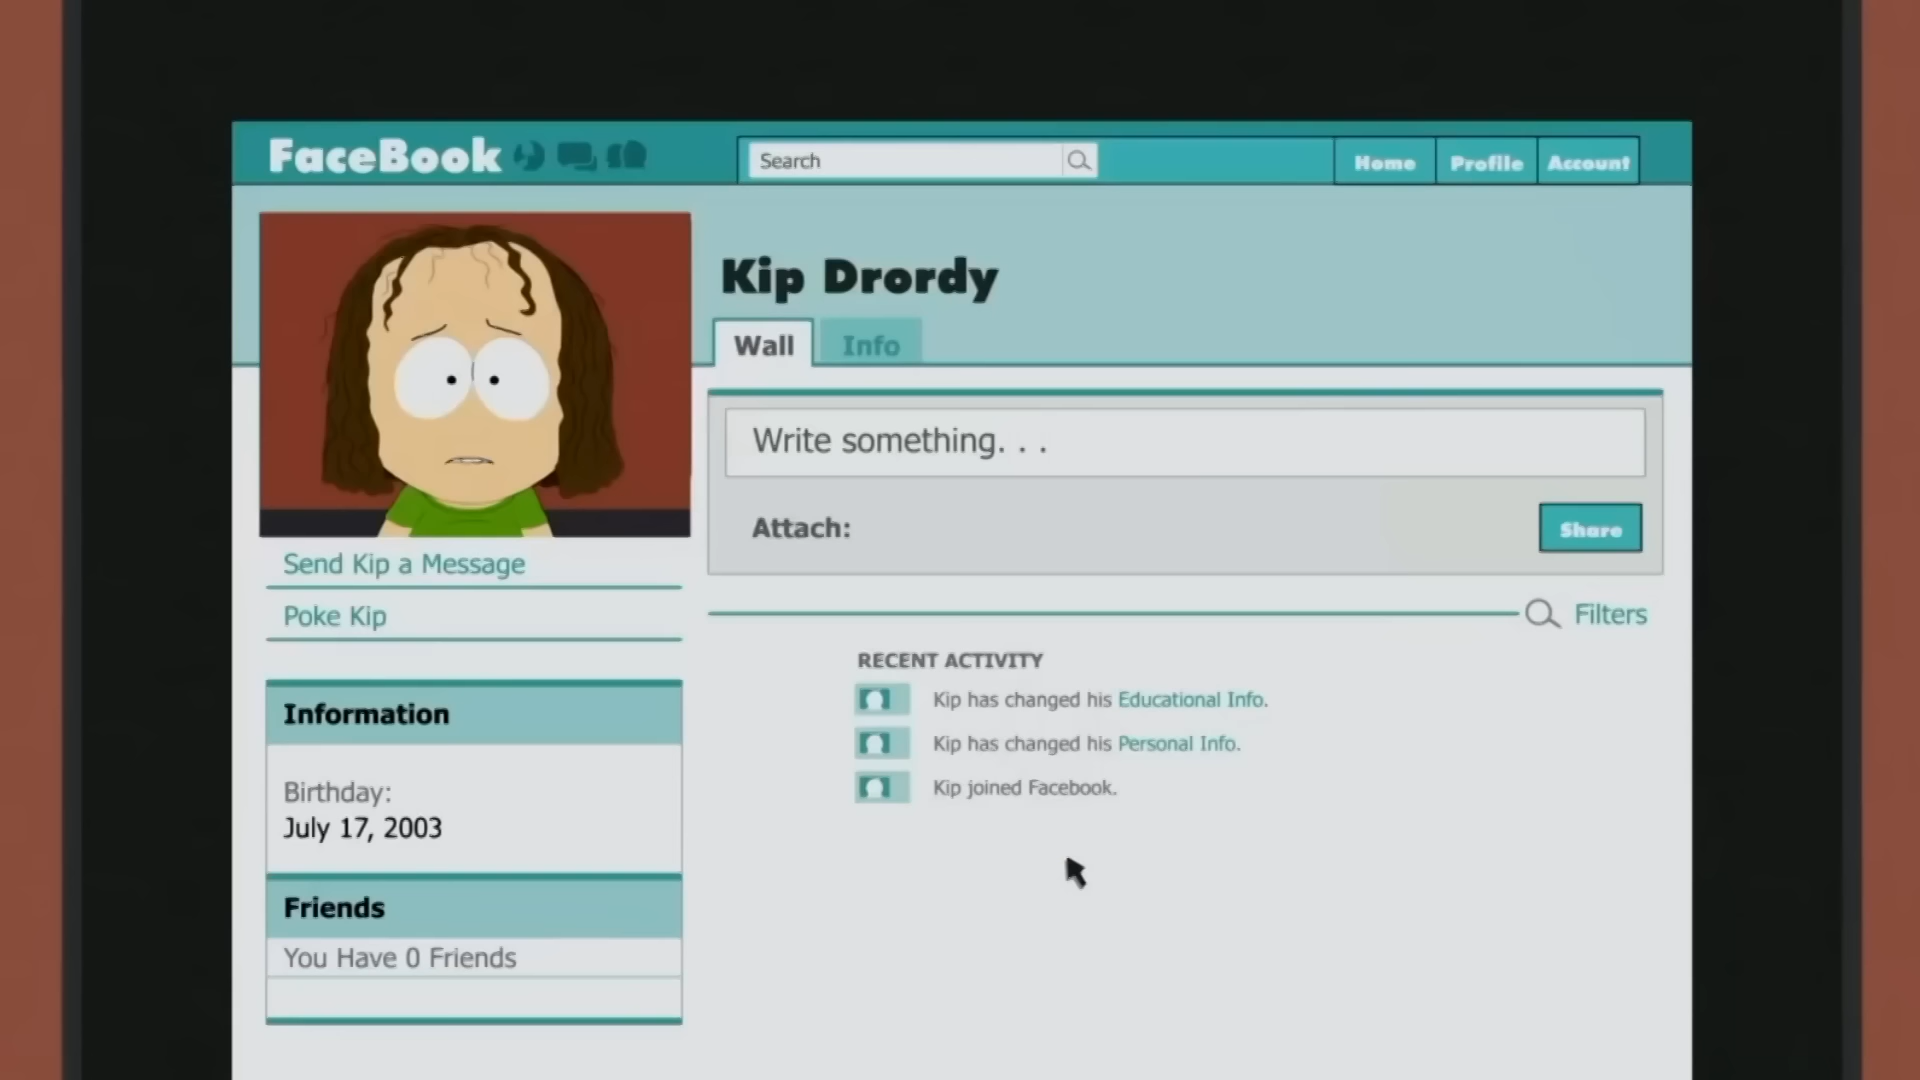 FaceBook
Search
Home
Profile
Account
Kip Drordy
Wall
Info
Write something. . .
Attach:
Share
Send Kip a Message
Poke Kip
Filters
RECENT ACTIVITY
Kip has changed his Educational Info.
Kip has changed his Personal Info.
Kip joined Facebook.
Information
Birthday:
July 17, 2003
Friends
You Have 0 Friends